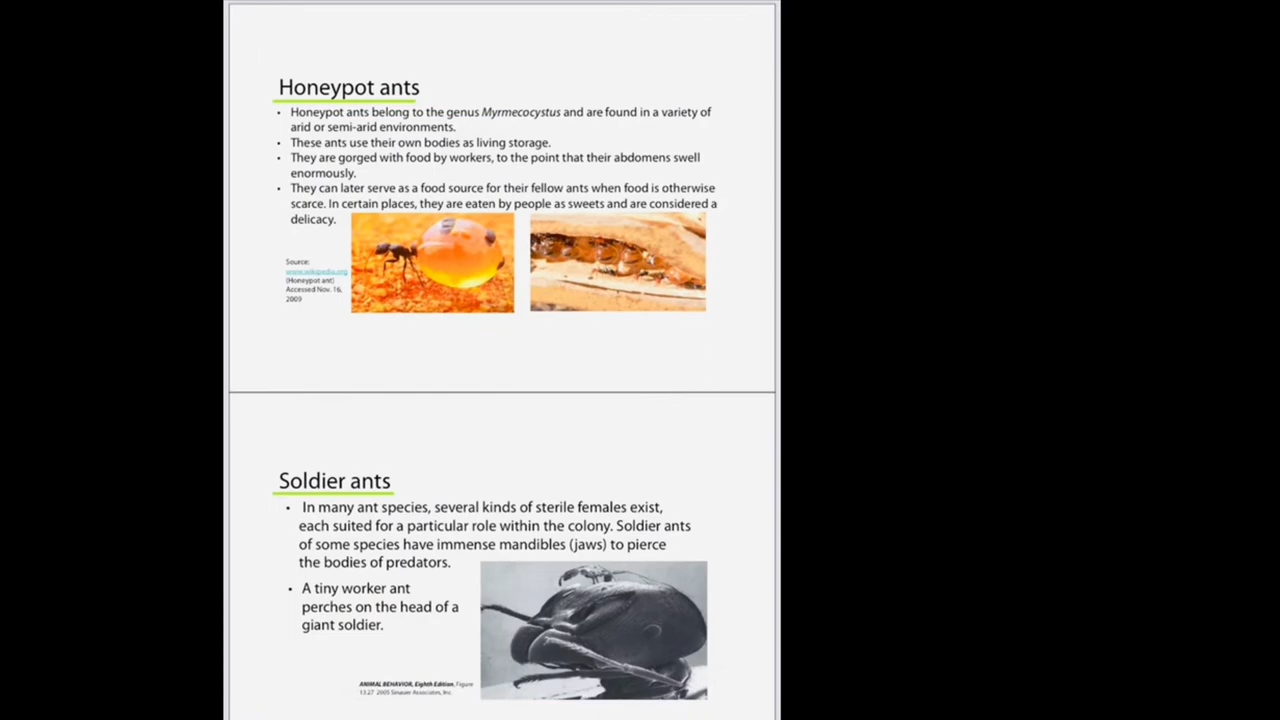 Honeypot ants
• Honeypot ants belong to the genus Myrmecocystus and are found in a variety of
arid or semi-arid environments.
• These ants use their own bodies as living storage.
• They are gorged with food by workers, to the point that their abdomens swell
enormously.
• They can later serve as a food source for their fellow ants when food is otherwise
scarce. In certain places, they are eaten by people as sweets and are considered a
delicacy.
Source:
www.wikipedia.org
(Honeypot ant)
Accessed Nov. 16,
2009
Soldier ants
• In many ant species, several kinds of sterile females exist,
each suited for a particular role within the colony. Soldier ants
of some species have immense mandibles (jaws) to pierce
the bodies of predators.
• A tiny worker ant
perches on the head of a
giant soldier.
ANIMAL BEHAVIOR, Eighth Edition, Figure
13.27 2005 Sinauer Associates, Inc.